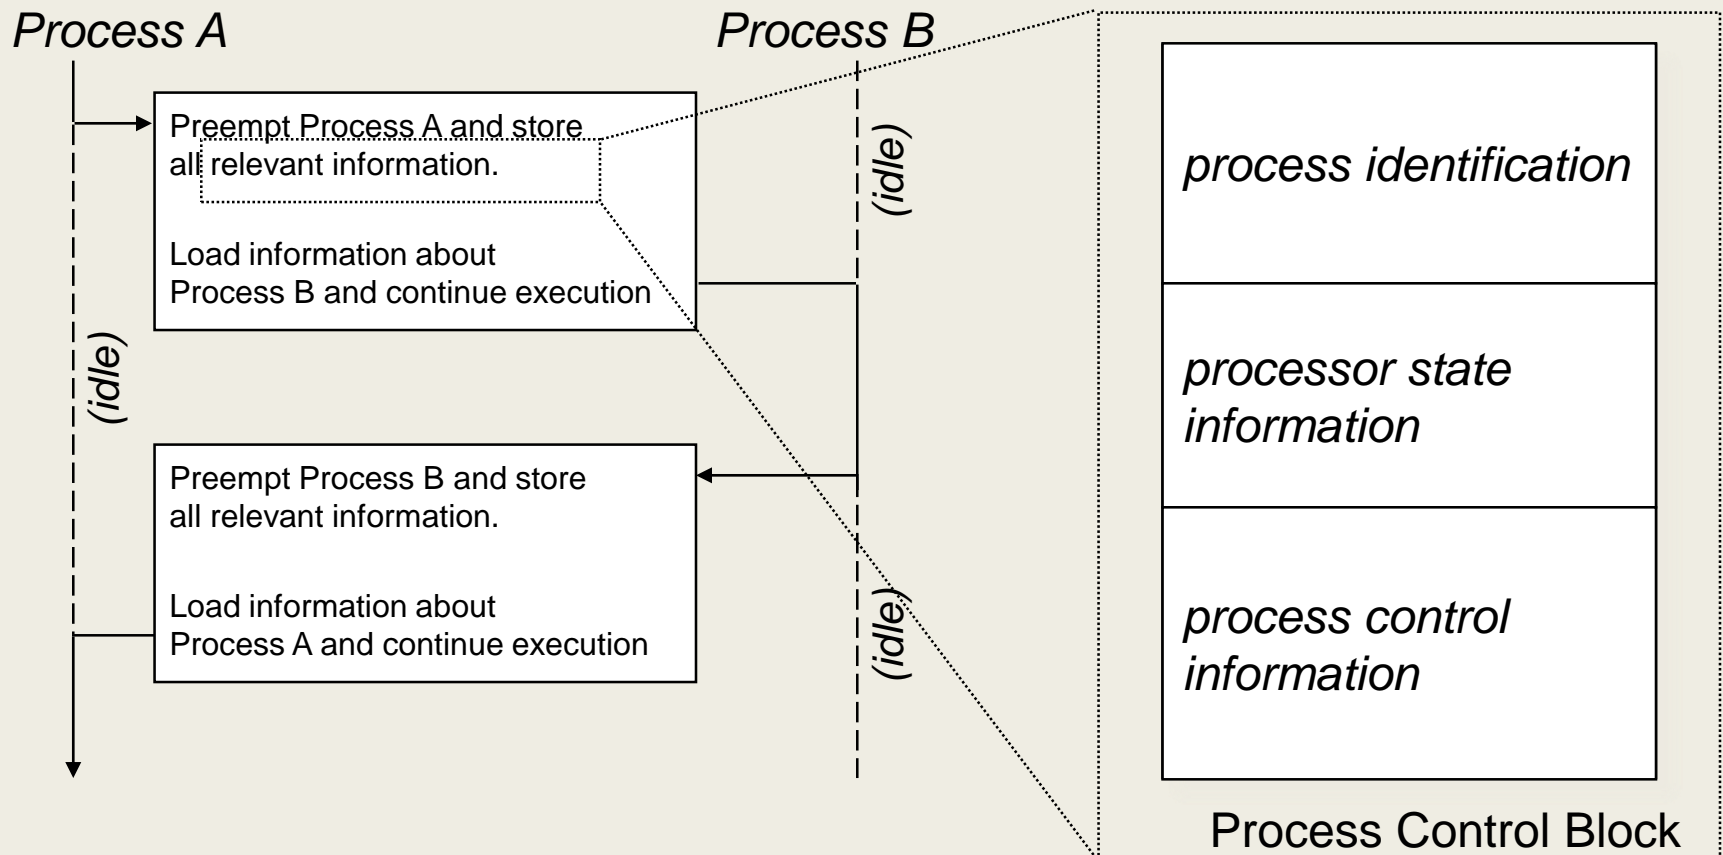 Process A
Process B
Preempt Process A and store
all relevant information.
Load information about
Process B and continue execution
(idle)
(idle)
Preempt Process B and store
all relevant information.
Load information about
Process A and continue execution
(idle)
process identification
processor state
information
process control
information
Process Control Block